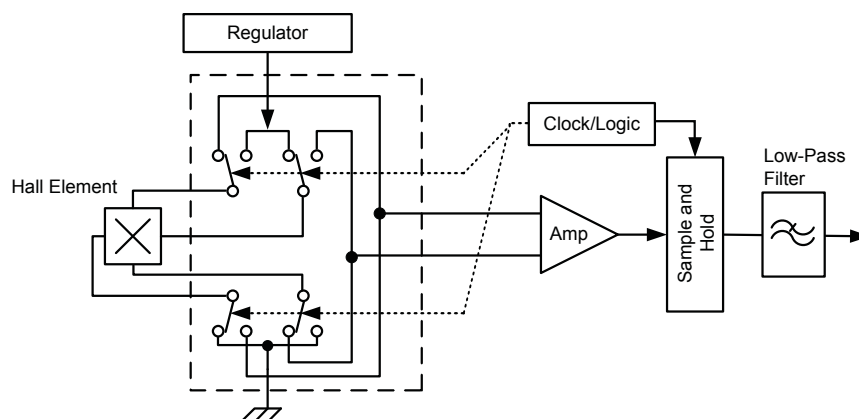 Regulator
Clock/Logic
Low-Pass
Filter
Hall Element
Amp
Sample and
Hold